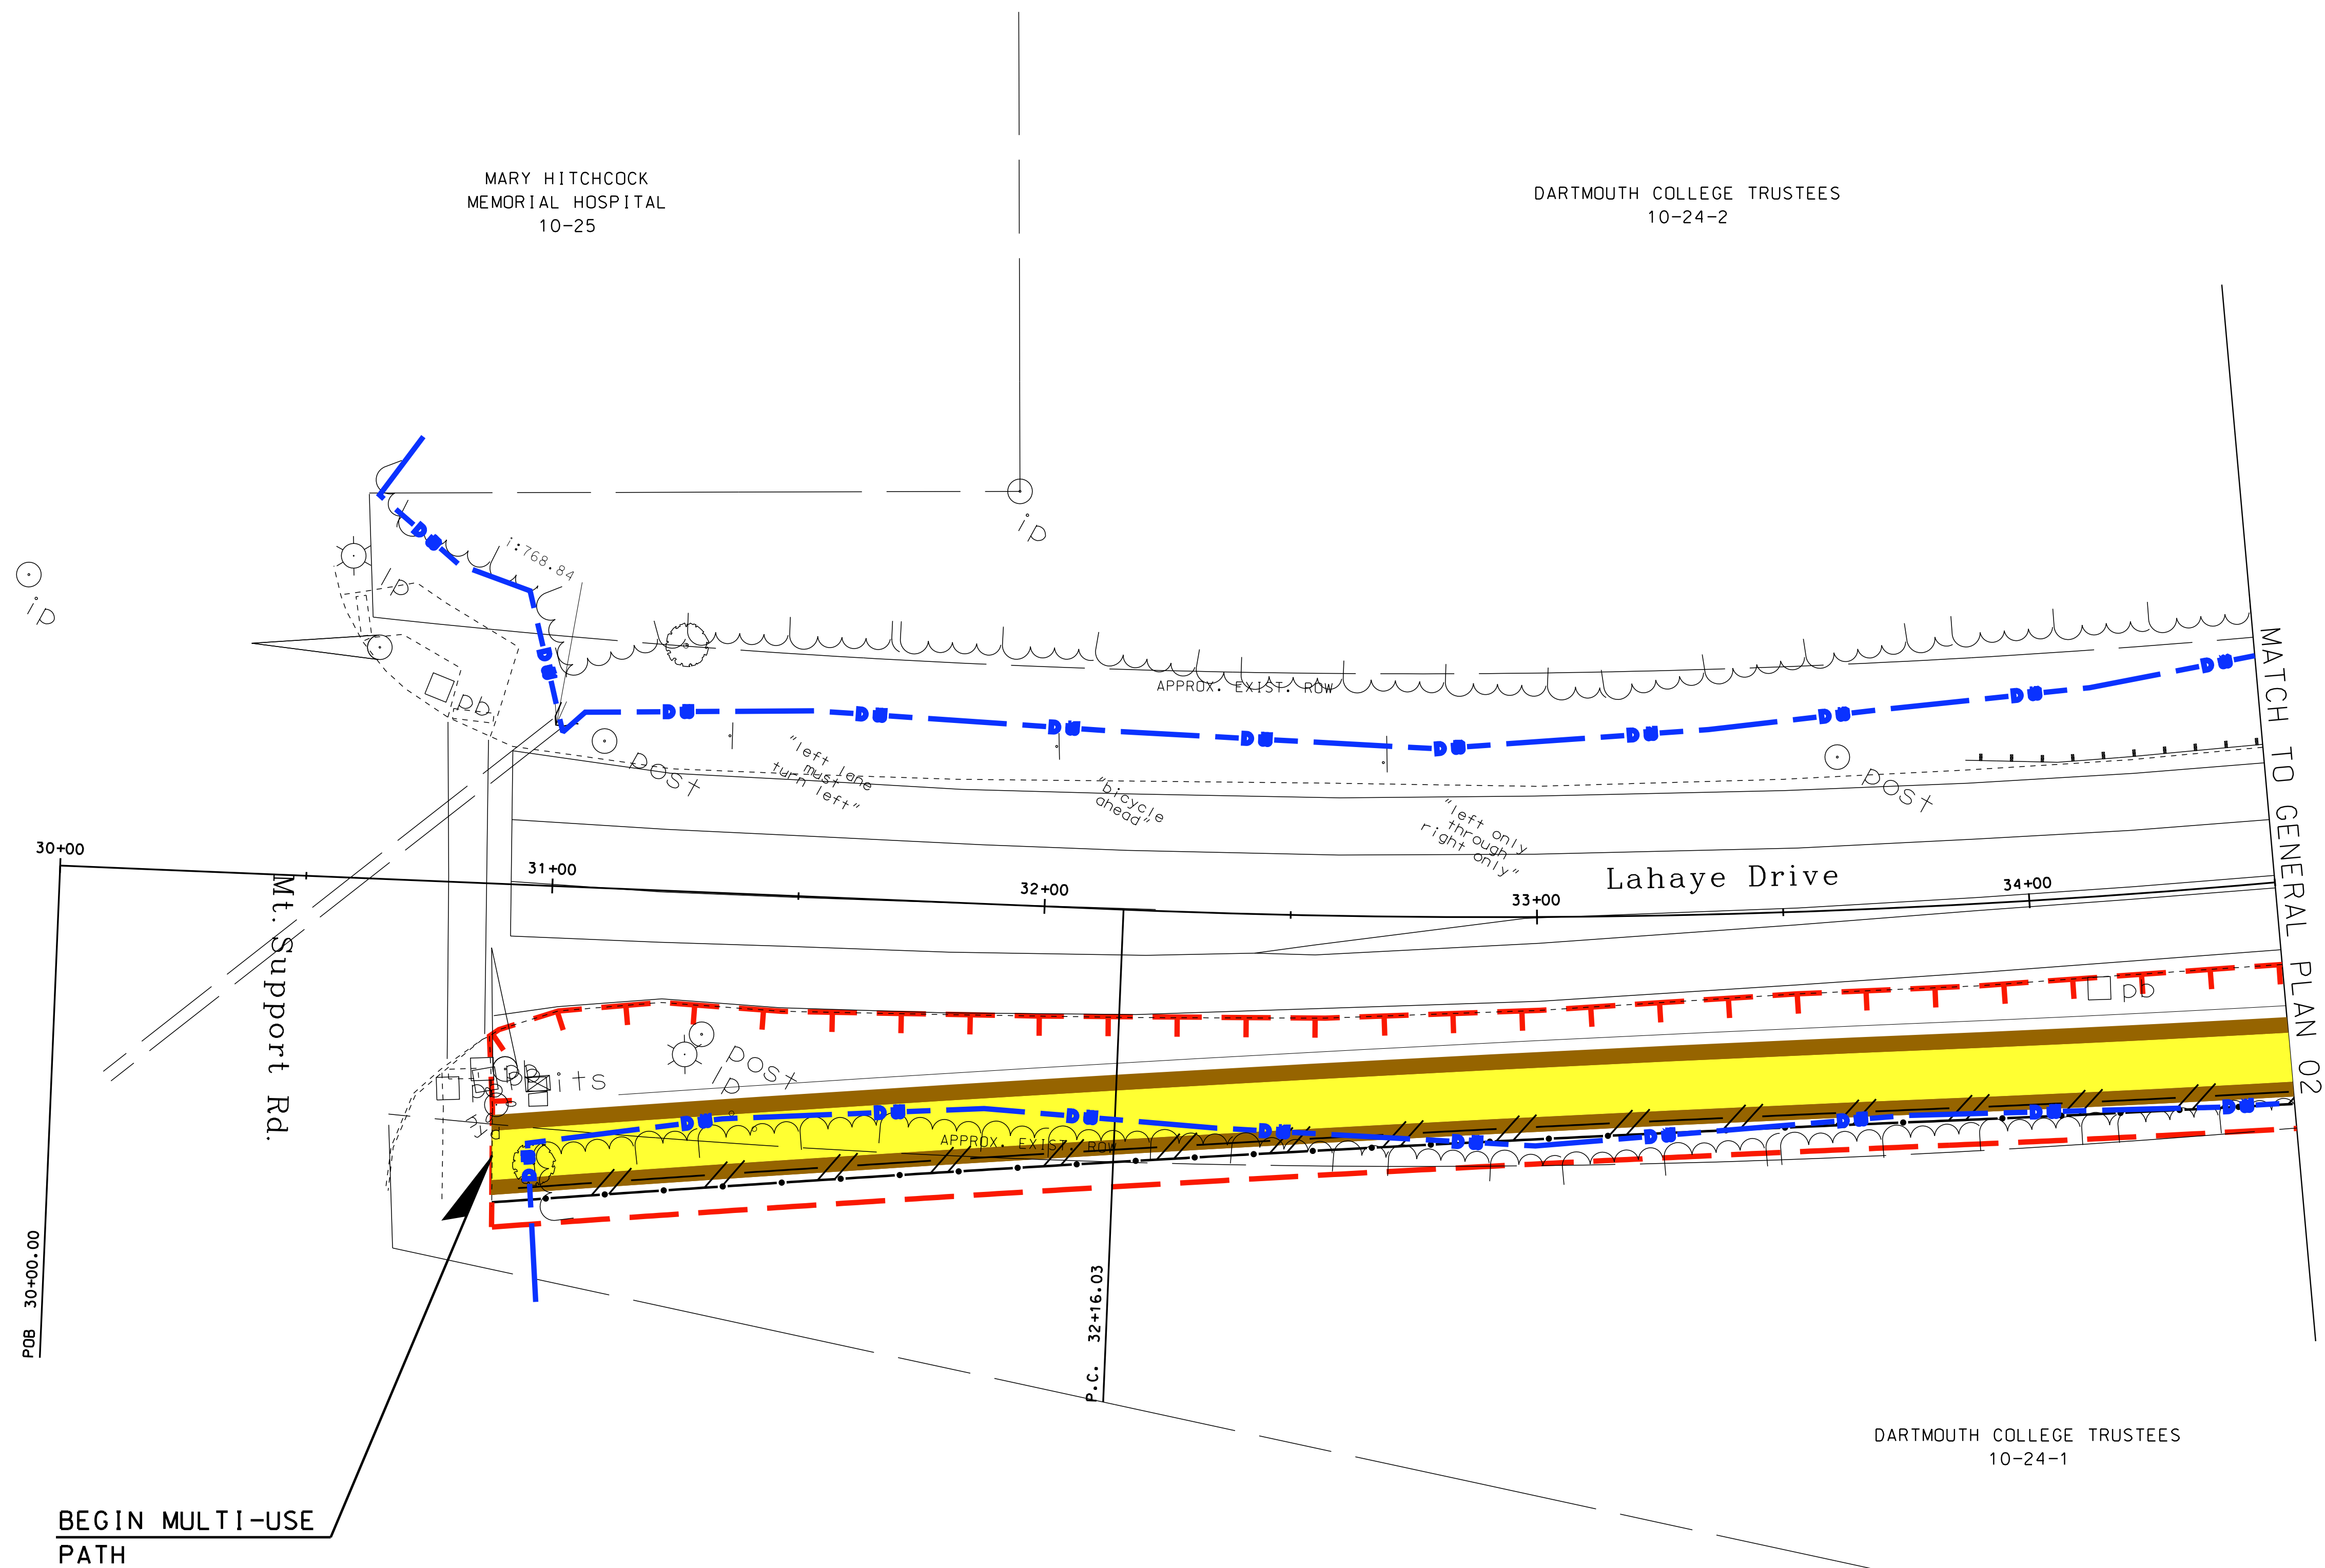 MARY HITCHCOCK
MEMORIAL HOSPITAL
10-25
DARTMOUTH COLLEGE TRUSTEES
10-24-2
ip
ip
lp
i:768.84
pb
APPROX. EXIST. ROW
post
"left lane
must
turn left"
"bicycle
ahead"
"left only
through
right only"
post
MATCH TO GENERAL PLAN 02
30+00
31+00
32+00
33+00
34+00
Lahaye Drive
Mt. Support Rd.
pb
post
lp
pb
APPROX. EXIST. ROW
POB 30+00.00
P.C. 32+16.03
DARTMOUTH COLLEGE TRUSTEES
10-24-1
BEGIN MULTI-USE
PATH